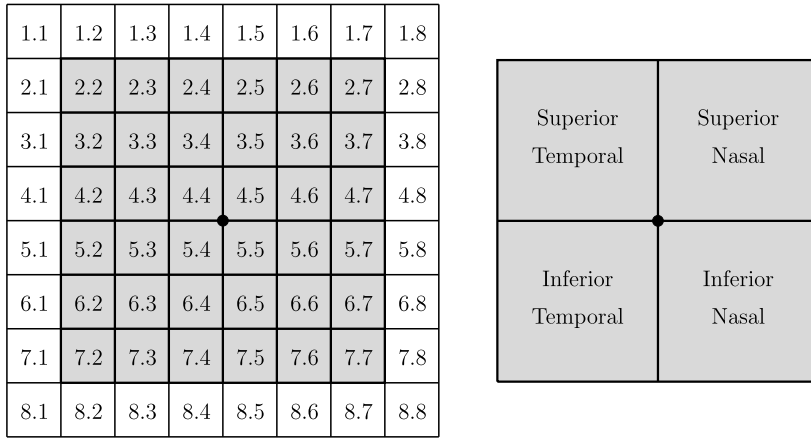 1.1 1.2 1.3 1.4 1.5 1.6 1.7 1.8
2.1 2.2 2.3 2.4 2.5 2.6 2.7 2.8
3.1 3.2 3.3 3.4 3.5 3.6 3.7 3.8
4.1 4.2 4.3 4.4 4.5 4.6 4.7 4.8
5.1 5.2 5.3 5.4 5.5 5.6 5.7 5.8
6.1 6.2 6.3 6.4 6.5 6.6 6.7 6.8
7.1 7.2 7.3 7.4 7.5 7.6 7.7 7.8
8.1 8.2 8.3 8.4 8.5 8.6 8.7 8.8
Superior
Temporal
Superior
Nasal
Inferior
Temporal
Inferior
Nasal